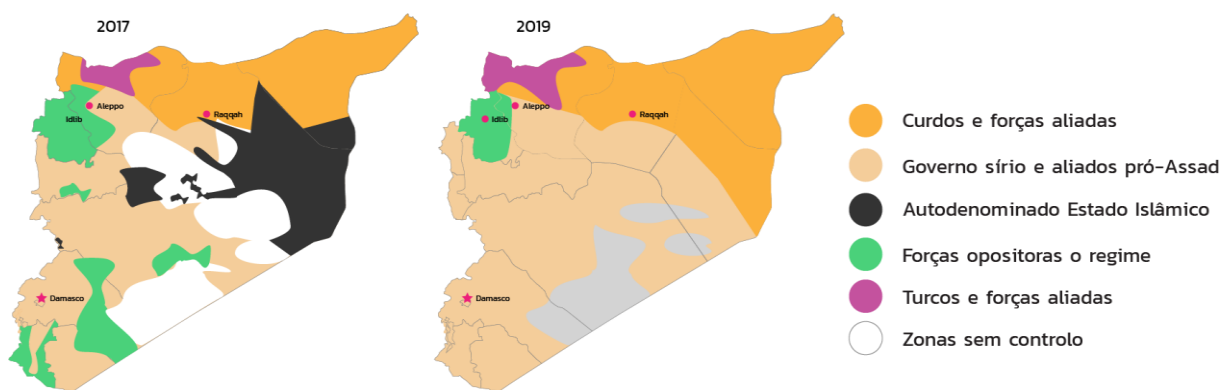 2017
Aleppo
Idlib
Raqqah
Damasco
2019
Aleppo
Idlib
Raqqah
Damasco
Curdos e forças aliadas
Governo sírio e aliados pró-Assad
Autodenominado Estado Islâmico
Forças opositoras o regime
Turcos e forças aliadas
Zonas sem controlo